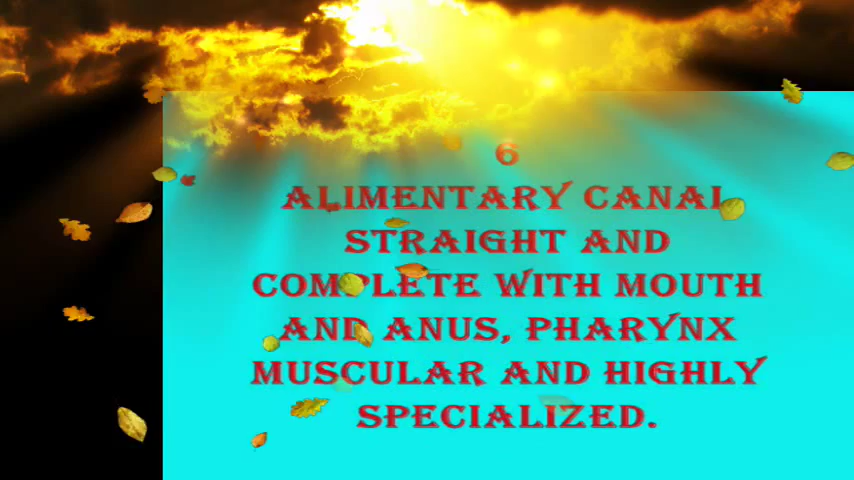 6
ALIMENTARY CANAL
STRAIGHT AND
COMPLETE WITH MOUTH
AND ANUS, PHARYNX
MUSCULAR AND HIGHLY
SPECIALIZED.